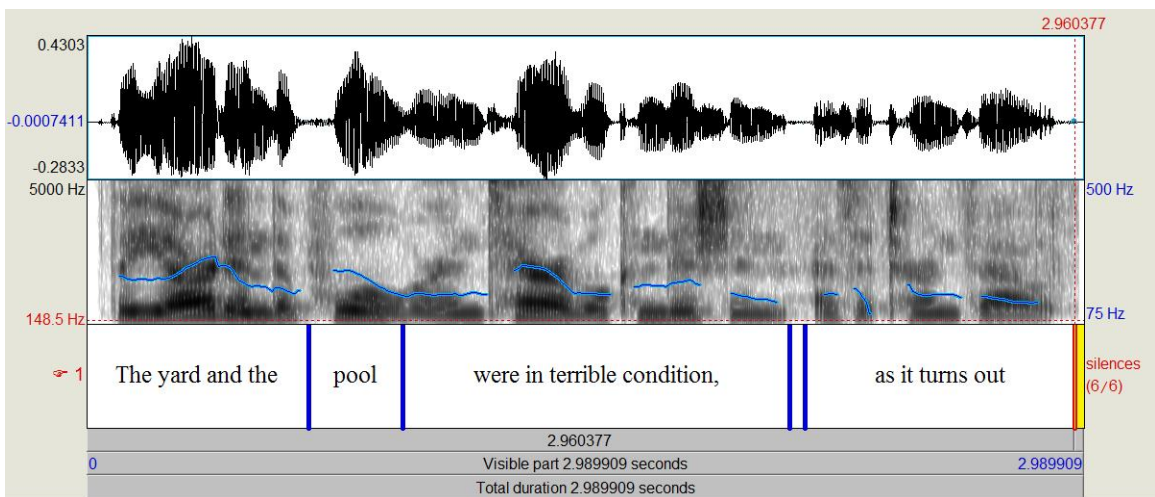 2.960377
0.4303
-0.0007411
-0.2833
5000 Hz
500 Hz
148.5 Hz
75 Hz
1
The yard and the
pool
were in terrible condition,
as it turns out
silences
(6/6)
2.960377
0
Visible part 2.989909 seconds
2.989909
Total duration 2.989909 seconds